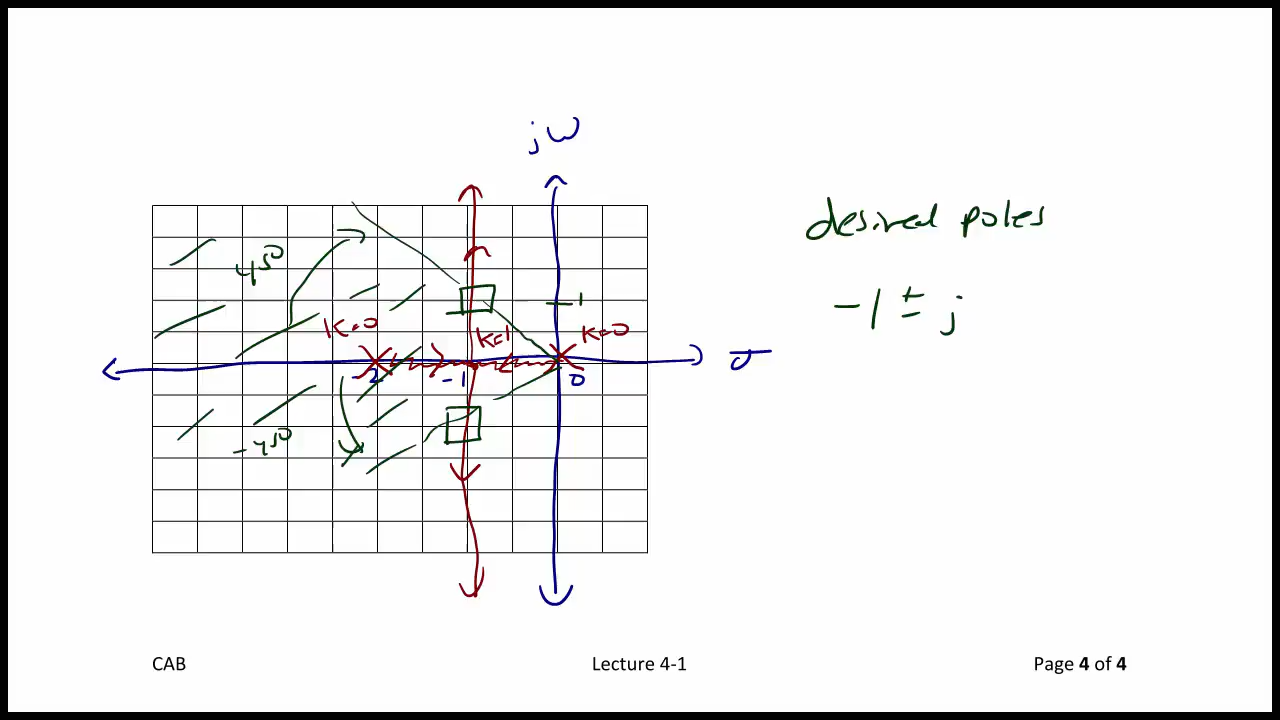 jω
desired poles
45°
1
-1 ± j
K=0
K=1
K=0
σ
-2
-1
0
-45°
CAB
Lecture 4-1
Page 4 of 4